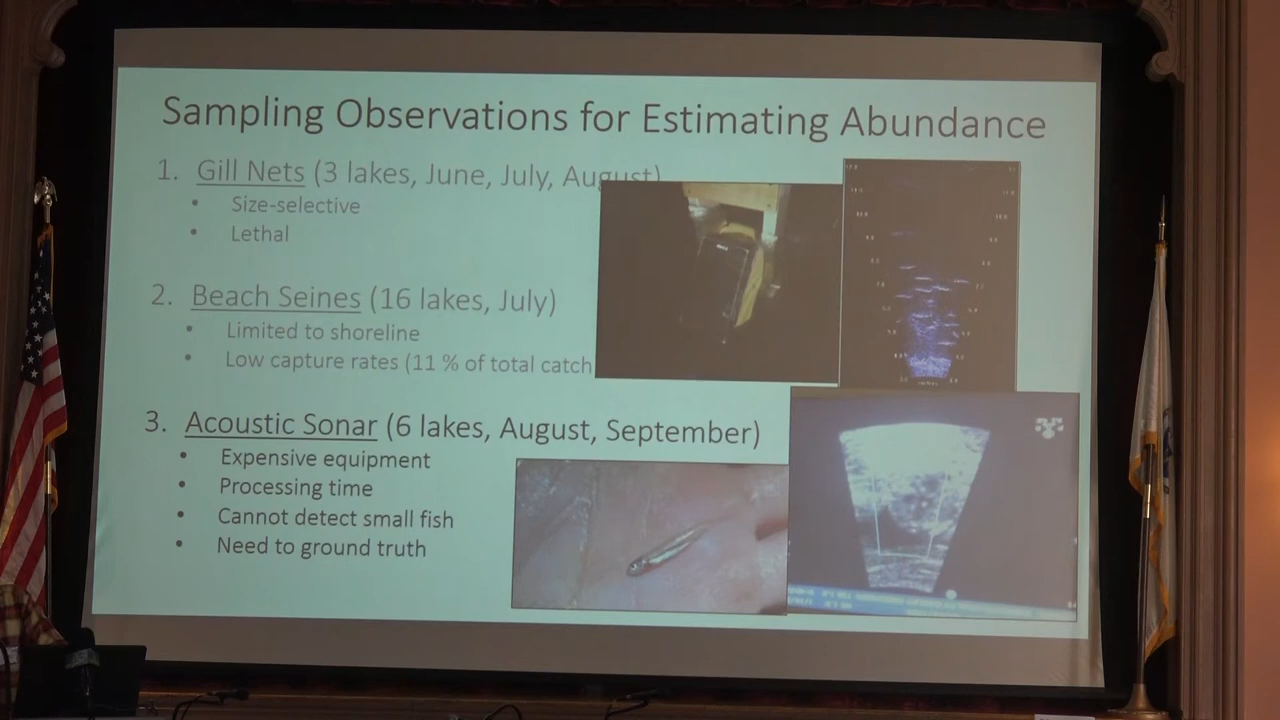 Sampling Observations for Estimating Abundance
1. Gill Nets (3 lakes, June, July, August)
• Size-selective
• Lethal
2. Beach Seines (16 lakes, July)
• Limited to shoreline
• Low capture rates (11 % of total catch
3. Acoustic Sonar (6 lakes, August, September)
• Expensive equipment
• Processing time
• Cannot detect small fish
• Need to ground truth